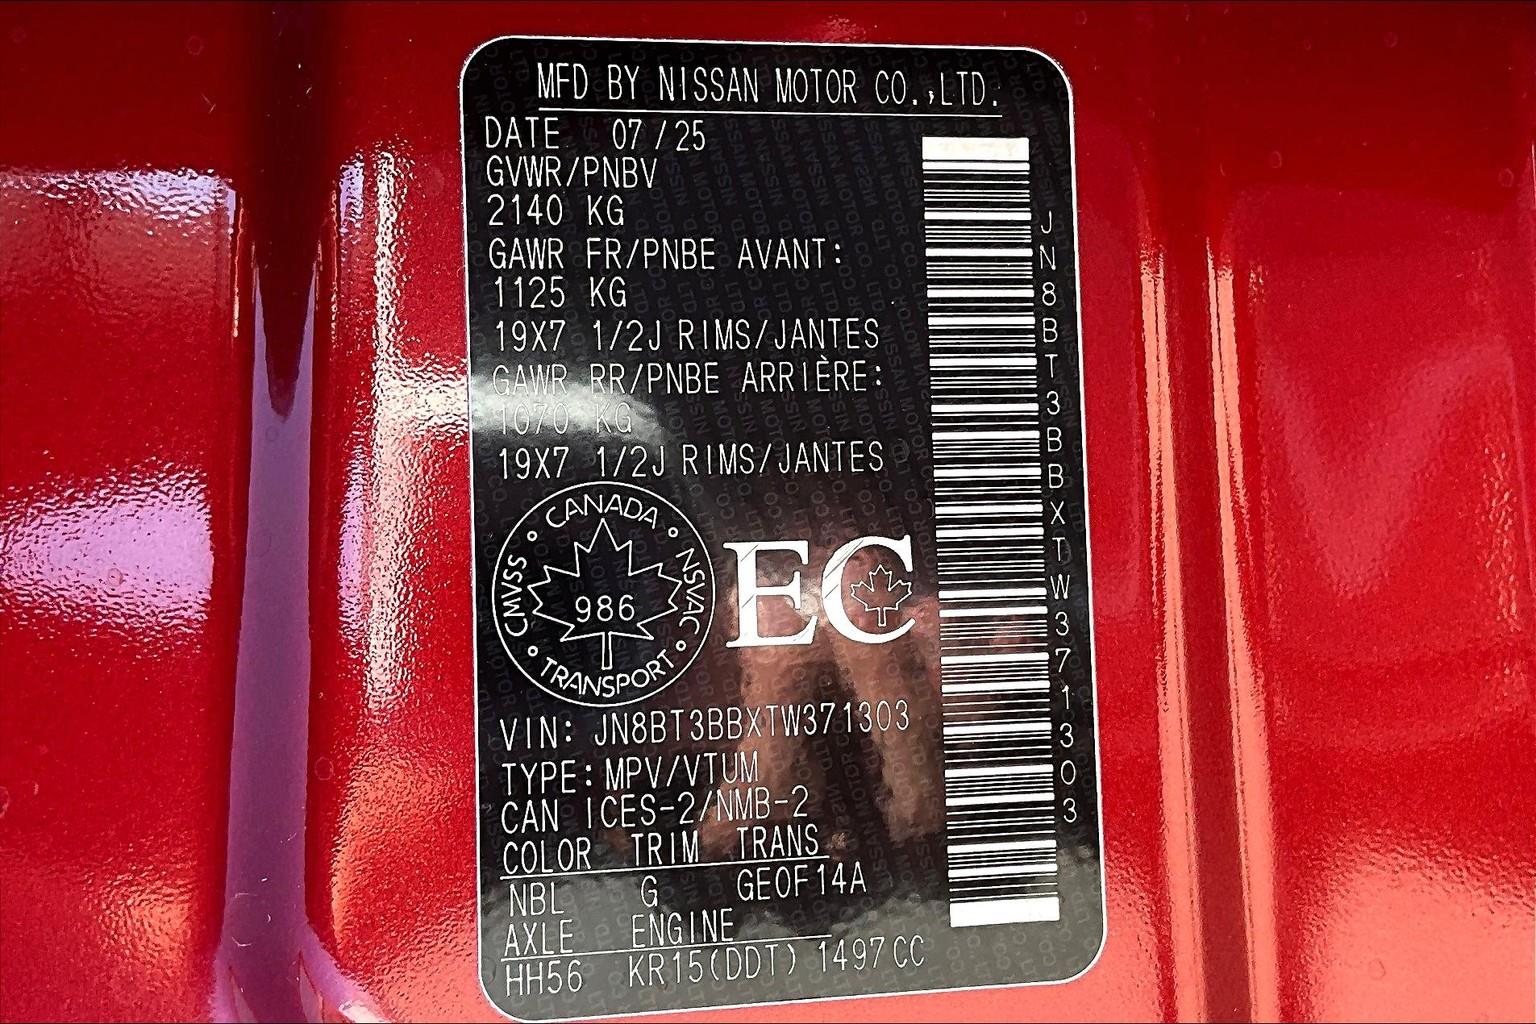 MFD BY NISSAN MOTOR CO.,LTD.
DATE 07/25
GVWR/PNBV
2140 KG
GAWR FR/PNBE AVANT:
1125 KG
19X7 1/2J RIMS/JANTES
GAWR RR/PNBE ARRIÈRE:
1070 KG
19X7 1/2J RIMS/JANTES
CANADA
CMVSS
NSVAC
986
TRANSPORT
EC
VIN: JN8BT3BBXTW371303
TYPE: MPV/VTUM
CAN ICES-2/NMB-2
COLOR TRIM TRANS
NBL G GE0F14A
AXLE ENGINE
HH56 KR15(DDT) 1497CC
JN8BT3BBXTW371303